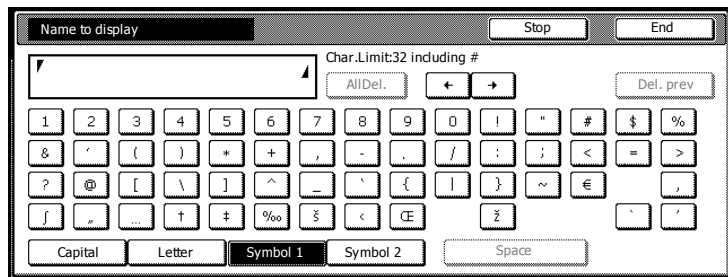 Name to display Stop End
Char.Limit:32 including #
AllDel. ← → Del. prev
1 2 3 4 5 6 7 8 9 0 ! " # $ %
& ´ ( ) * + , - . / : ; < = >
? @ [ \ ] ^ _ ` { | } ~ € ,
ʃ „ … † ‡ ‰ š ‹ Œ ž ` ´
Capital Letter Symbol 1 Symbol 2 Space